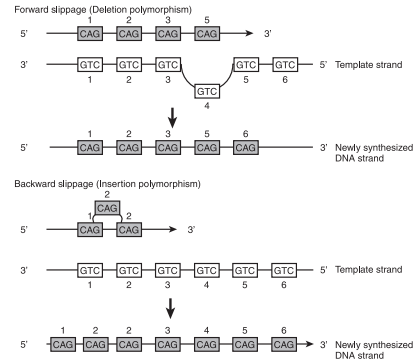 Forward slippage (Deletion polymorphism)
1 2 3 5
5' CAG CAG CAG CAG 3'
3' GTC GTC GTC GTC GTC 5' Template strand
1 2 3 5 6
GTC
4
1 2 3 5 6
5' CAG CAG CAG CAG CAG 3' Newly synthesized
DNA strand
Backward slippage (Insertion polymorphism)
2
CAG
1 2
5' CAG CAG 3'
3' GTC GTC GTC GTC GTC GTC 5' Template strand
1 2 3 4 5 6
1 2 2 3 4 5 6
5' CAG CAG CAG CAG CAG CAG CAG 3' Newly synthesized
DNA strand